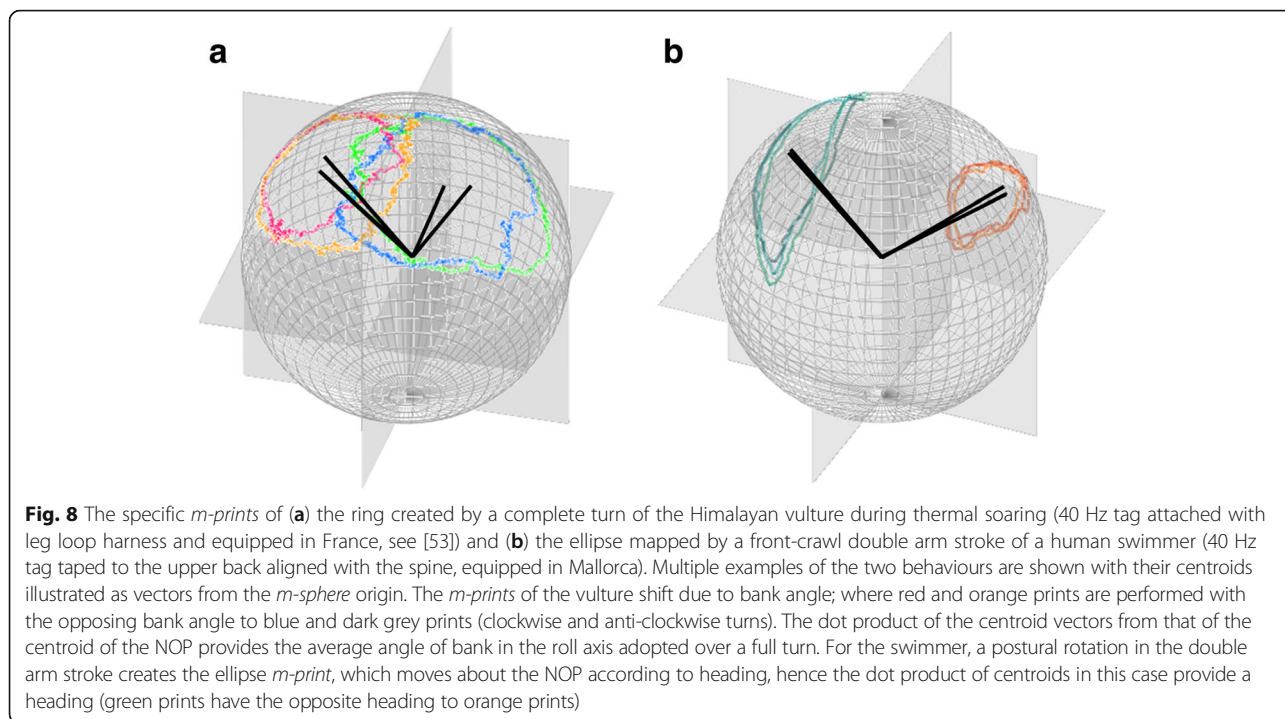 a
b
Fig. 8 The specific m-prints of (a) the ring created by a complete turn of the Himalayan vulture during thermal soaring (40 Hz tag attached with
leg loop harness and equipped in France, see [53]) and (b) the ellipse mapped by a front-crawl double arm stroke of a human swimmer (40 Hz
tag taped to the upper back aligned with the spine, equipped in Mallorca). Multiple examples of the two behaviours are shown with their centroids
illustrated as vectors from the m-sphere origin. The m-prints of the vulture shift due to bank angle; where red and orange prints are performed with
the opposing bank angle to blue and dark grey prints (clockwise and anti-clockwise turns). The dot product of the centroid vectors from that of the
centroid of the NOP provides the average angle of bank in the roll axis adopted over a full turn. For the swimmer, a postural rotation in the double
arm stroke creates the ellipse m-print, which moves about the NOP according to heading, hence the dot product of centroids in this case provide a
heading (green prints have the opposite heading to orange prints)